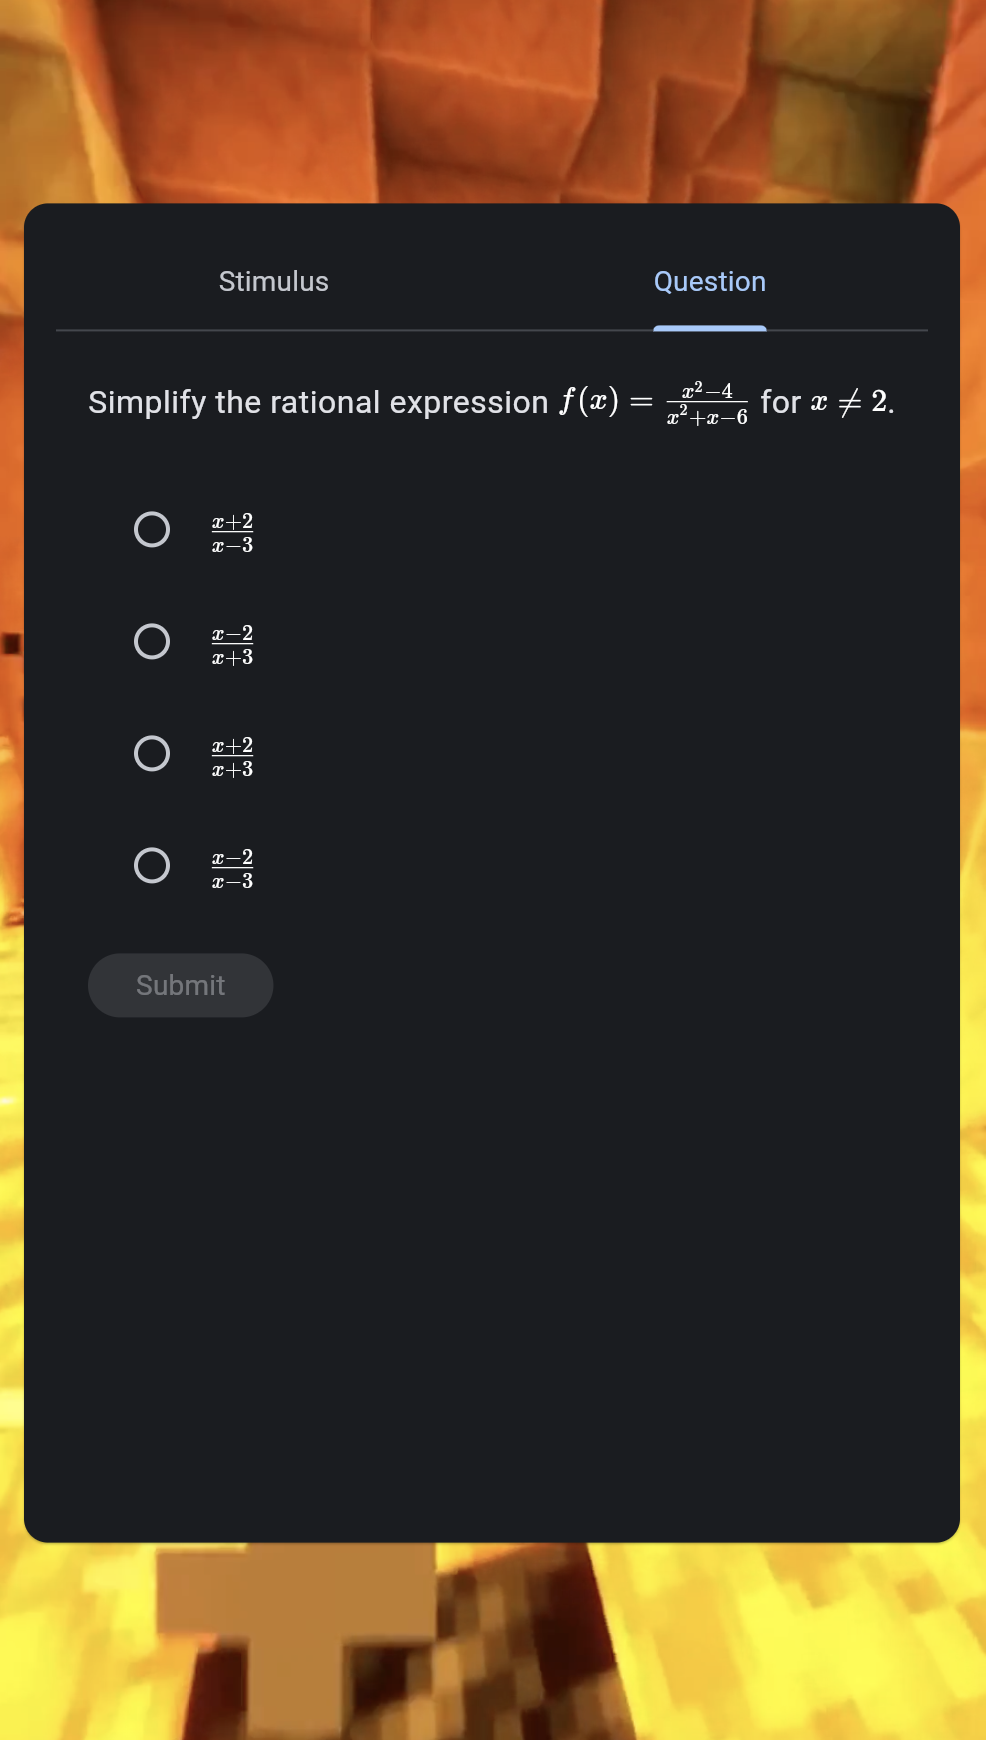 Stimulus Question
Simplify the rational expression $f(x) = \frac{x^2-4}{x^2+x-6}$ for $x \neq 2$.
$\frac{x+2}{x-3}$
$\frac{x-2}{x+3}$
$\frac{x+2}{x+3}$
$\frac{x-2}{x-3}$
Submit